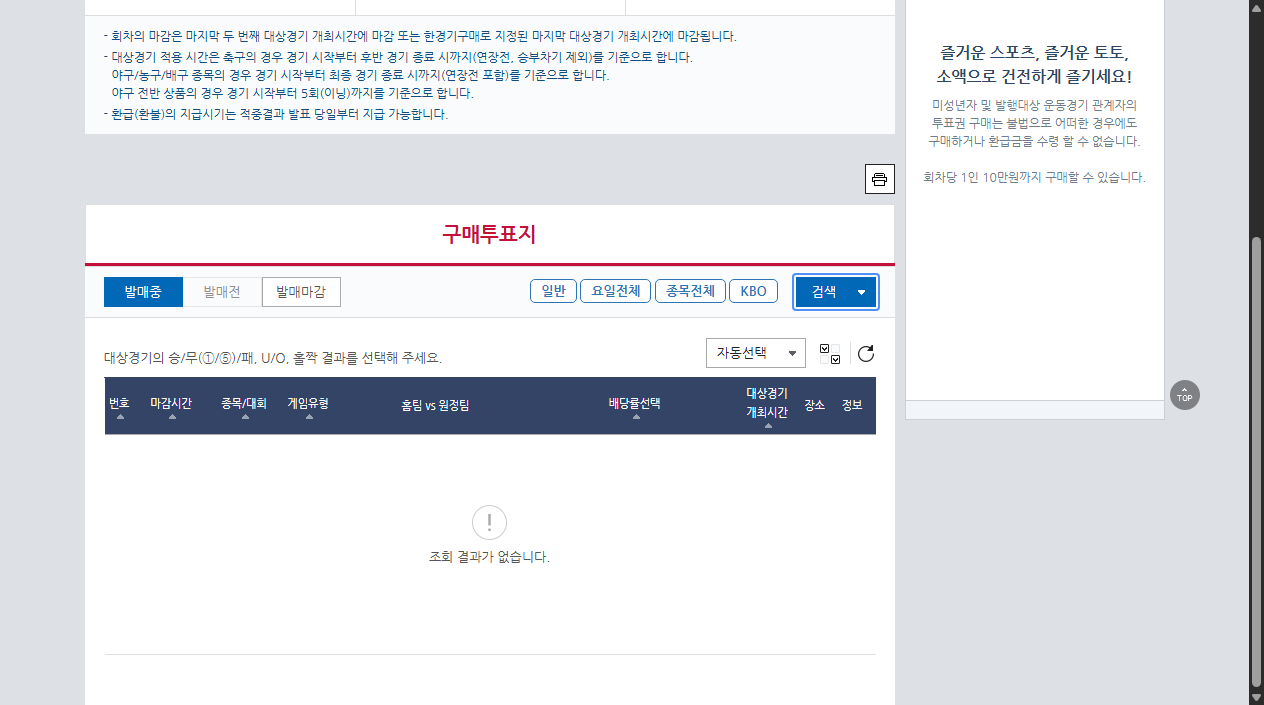 - 회차의 마감은 마지막 두 번째 대상경기 개최시간에 마감 또는 한경기구매로 지정된 마지막 대상경기 개최시간에 마감됩니다.
- 대상경기 적용 시간은 축구의 경우 경기 시작부터 후반 경기 종료 시까지(연장전, 승부차기 제외)를 기준으로 합니다.
야구/농구/배구 종목의 경우 경기 시작부터 최종 경기 종료 시까지(연장전 포함)를 기준으로 합니다.
야구 전반 상품의 경우 경기 시작부터 5회(이닝)까지를 기준으로 합니다.
- 환급(환불)의 지급시기는 적중결과 발표 당일부터 지급 가능합니다.
즐거운 스포츠, 즐거운 토토,
소액으로 건전하게 즐기세요!
미성년자 및 발행대상 운동경기 관계자의
투표권 구매는 불법으로 어떠한 경우에도
구매하거나 환급금을 수령 할 수 없습니다.
회차당 1인 10만원까지 구매할 수 있습니다.
구매투표지
발매중 발매전 발매마감 일반 요일전체 종목전체 KBO 검색
대상경기의 승/무(①/⑤)/패, U/O, 홀짝 결과를 선택해 주세요. 자동선택
번호 마감시간 종목/대회 게임유형 홈팀 vs 원정팀 배당률선택 대상경기 개최시간 장소 정보
조회 결과가 없습니다.
TOP